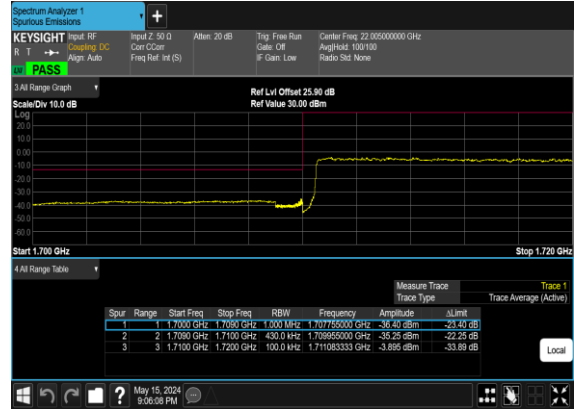 Spectrum Analyzer 1
Spurious Emissions
KEYSIGHT Input: RF Input Z: 50 Ω Atten: 20 dB Trig: Free Run Center Freq: 22.005000000 GHz
R T Coupling: DC Corr CCorr Gate: Off Avg|Hold: 100/100
Align: Auto Freq Ref: Int (S) IF Gain: Low Radio Std: None
PASS
3 All Range Graph
Ref Lvl Offset 25.90 dB
Scale/Div 10.0 dB Ref Value 30.00 dBm
Log
20.0
10.0
0.00
-10.0
-20.0
-30.0
-40.0
-50.0
-60.0
Start 1.700 GHz Stop 1.720 GHz
4 All Range Table
Measure Trace Trace 1
Trace Type Trace Average (Active)
Spur Range Start Freq Stop Freq RBW Frequency Amplitude ΔLimit
1 1 1.7000 GHz 1.7090 GHz 1.000 MHz 1.707755000 GHz -36.40 dBm -23.40 dB
2 2 1.7090 GHz 1.7100 GHz 430.0 kHz 1.709955000 GHz -35.25 dBm -22.25 dB
3 3 1.7100 GHz 1.7200 GHz 100.0 kHz 1.711083333 GHz -3.895 dBm -33.89 dB
Local
May 15, 2024
9:06:08 PM